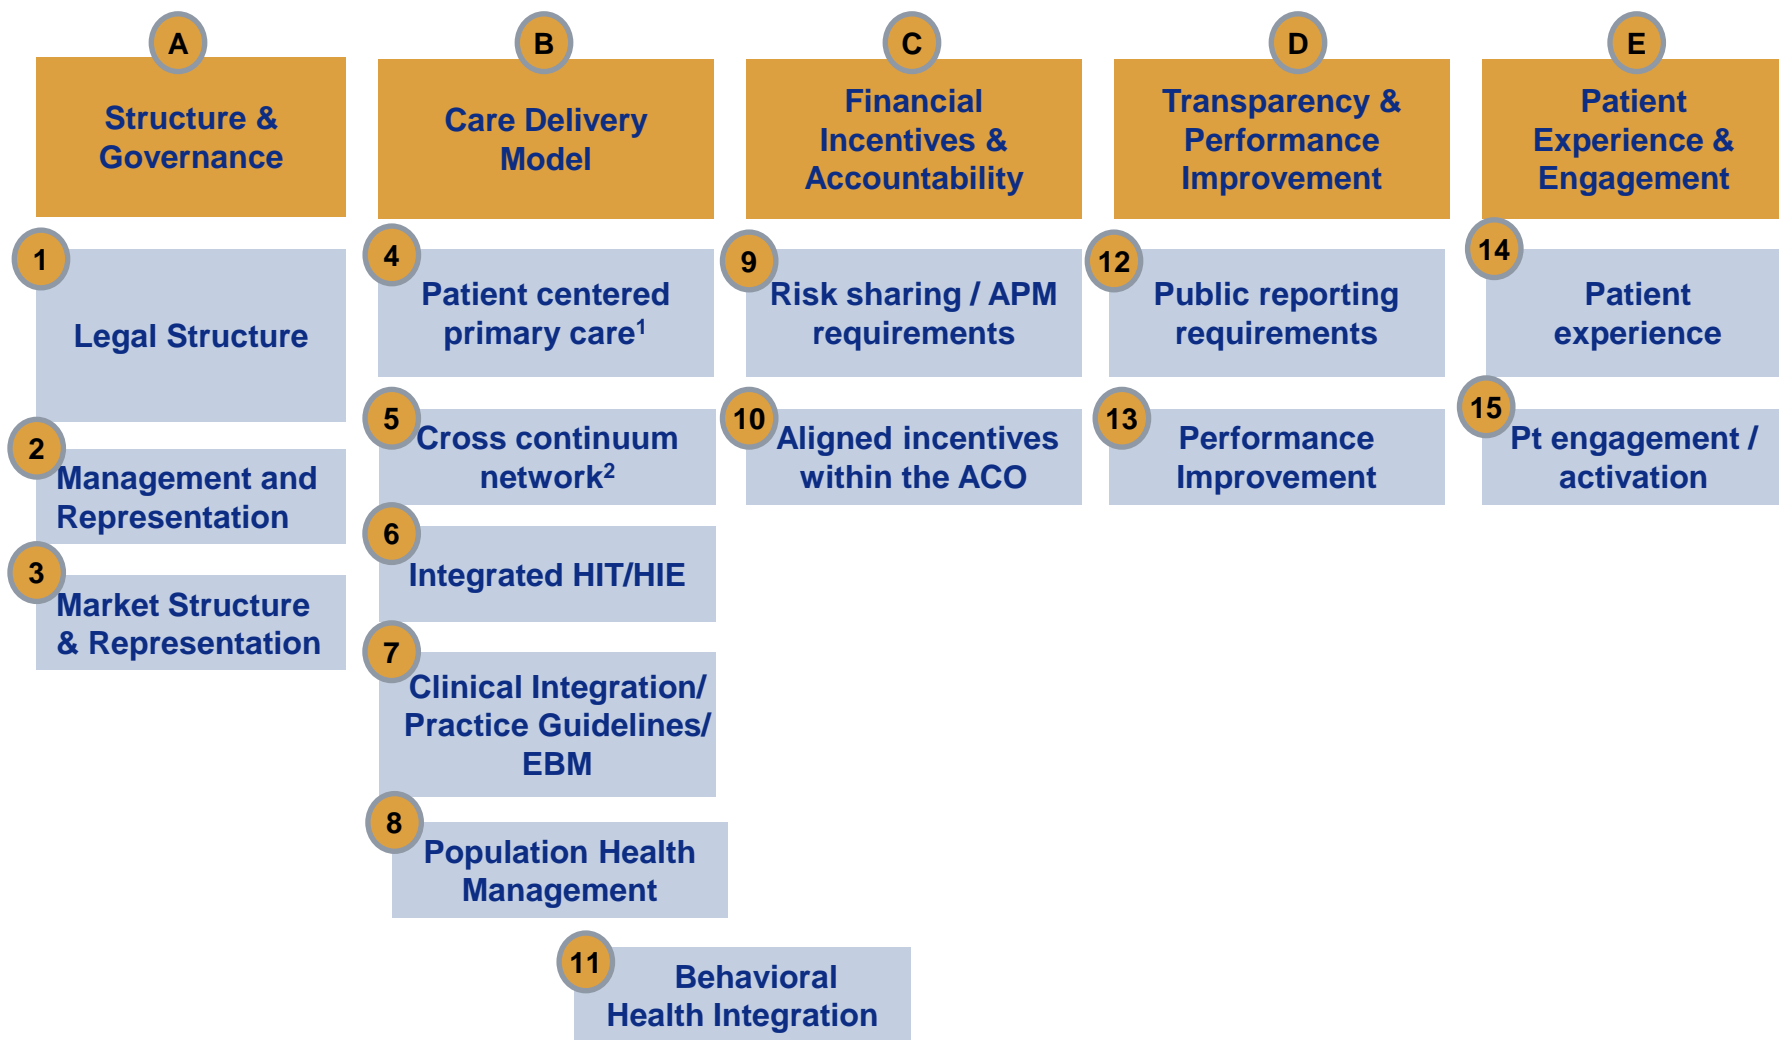 A
Structure &
Governance
1
Legal Structure
2
Management and
Representation
3
Market Structure
& Representation
B
Care Delivery
Model
4
Patient centered
primary care¹
5
Cross continuum
network²
6
Integrated HIT/HIE
7
Clinical Integration/
Practice Guidelines/
EBM
8
Population Health
Management
C
Financial
Incentives &
Accountability
9
Risk sharing / APM
requirements
10
Aligned incentives
within the ACO
11
Behavioral
Health Integration
D
Transparency &
Performance
Improvement
12
Public reporting
requirements
13
Performance
Improvement
E
Patient
Experience &
Engagement
14
Patient
experience
15
Pt engagement /
activation